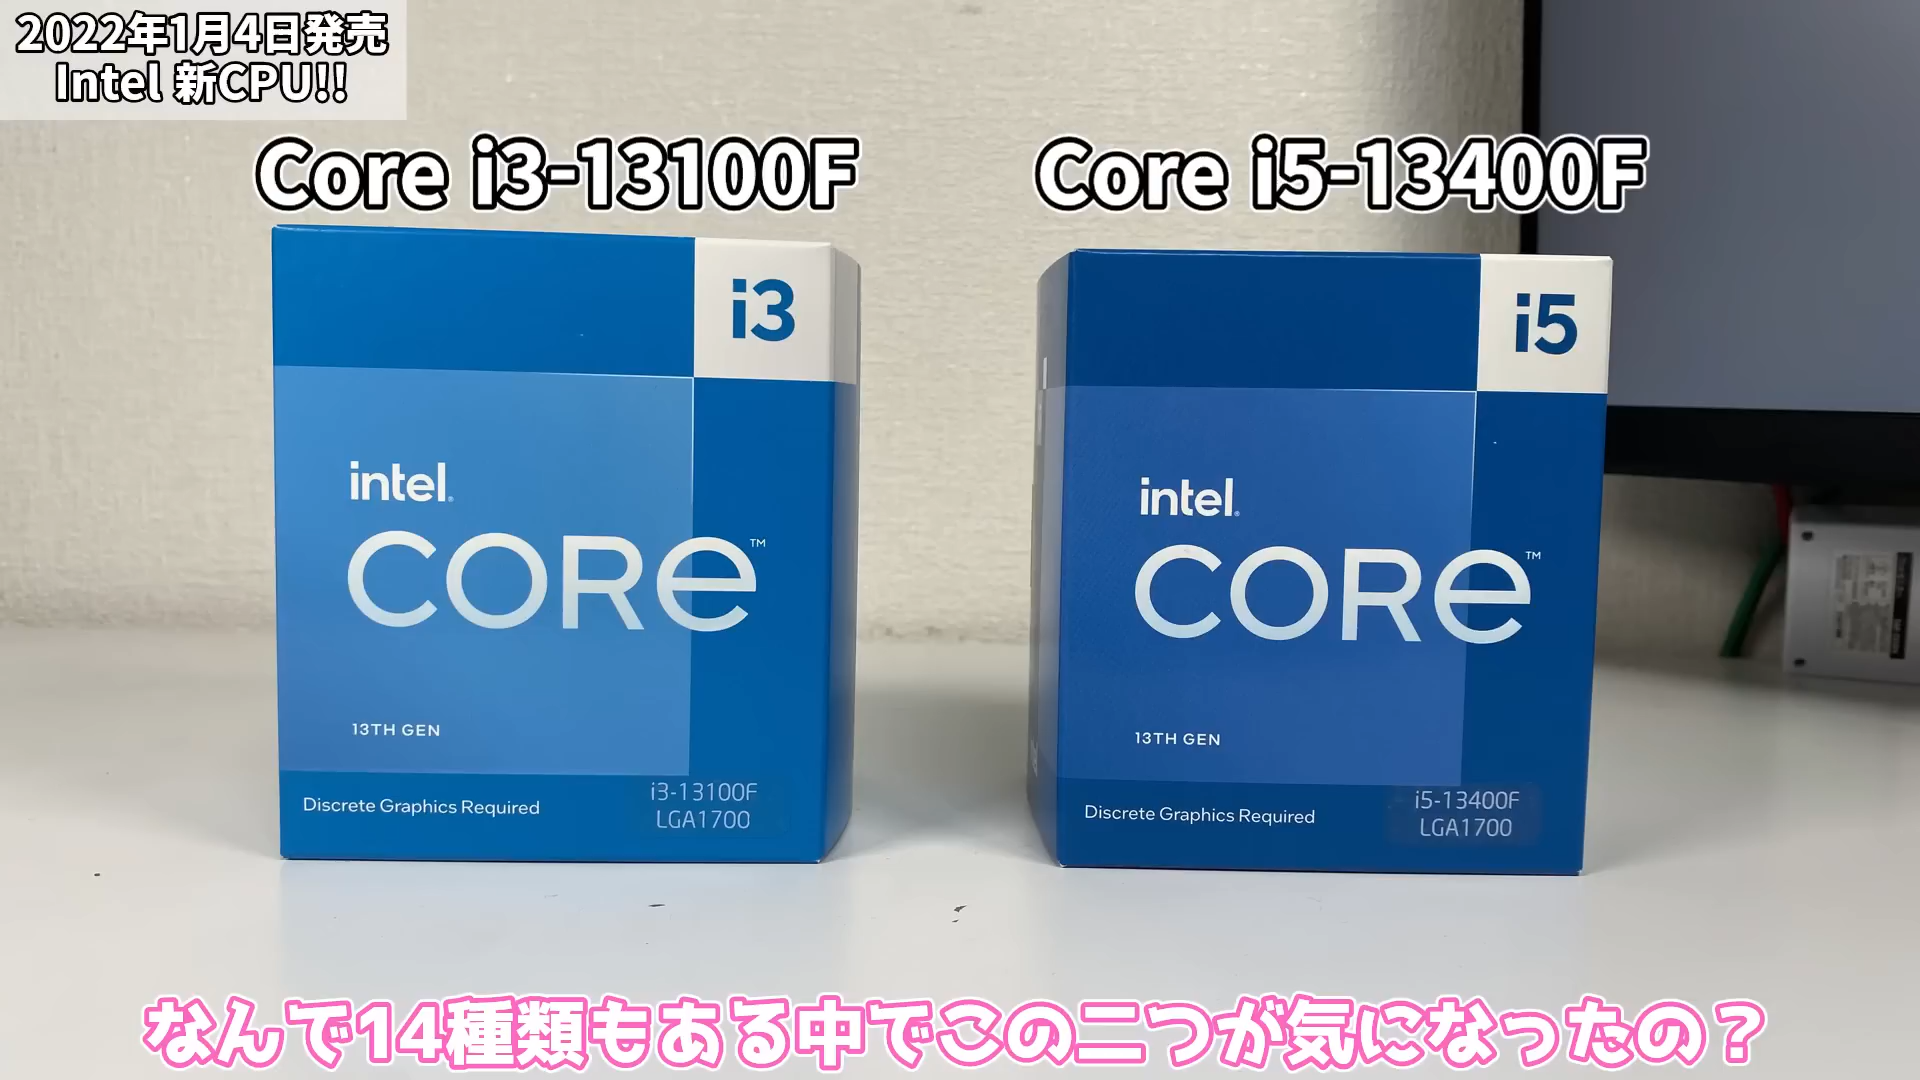 2022年1月4日発売
Intel 新CPU!!
Core i3-13100F
Core i5-13400F
i3
intel
CORe™
13TH GEN
Discrete Graphics Required
i3-13100F
LGA1700
i5
intel
CORe™
13TH GEN
Discrete Graphics Required
i5-13400F
LGA1700
なんで14種類もある中でこの二つが気になったの？